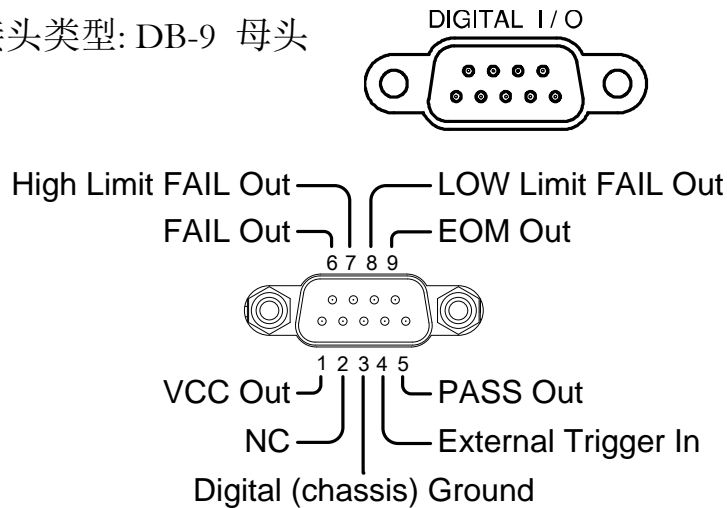 头类型: DB-9 母头
DIGITAL I / O
High Limit FAIL Out
LOW Limit FAIL Out
FAIL Out
EOM Out
6 7 8 9
1 2 3 4 5
VCC Out
PASS Out
NC
External Trigger In
Digital (chassis) Ground